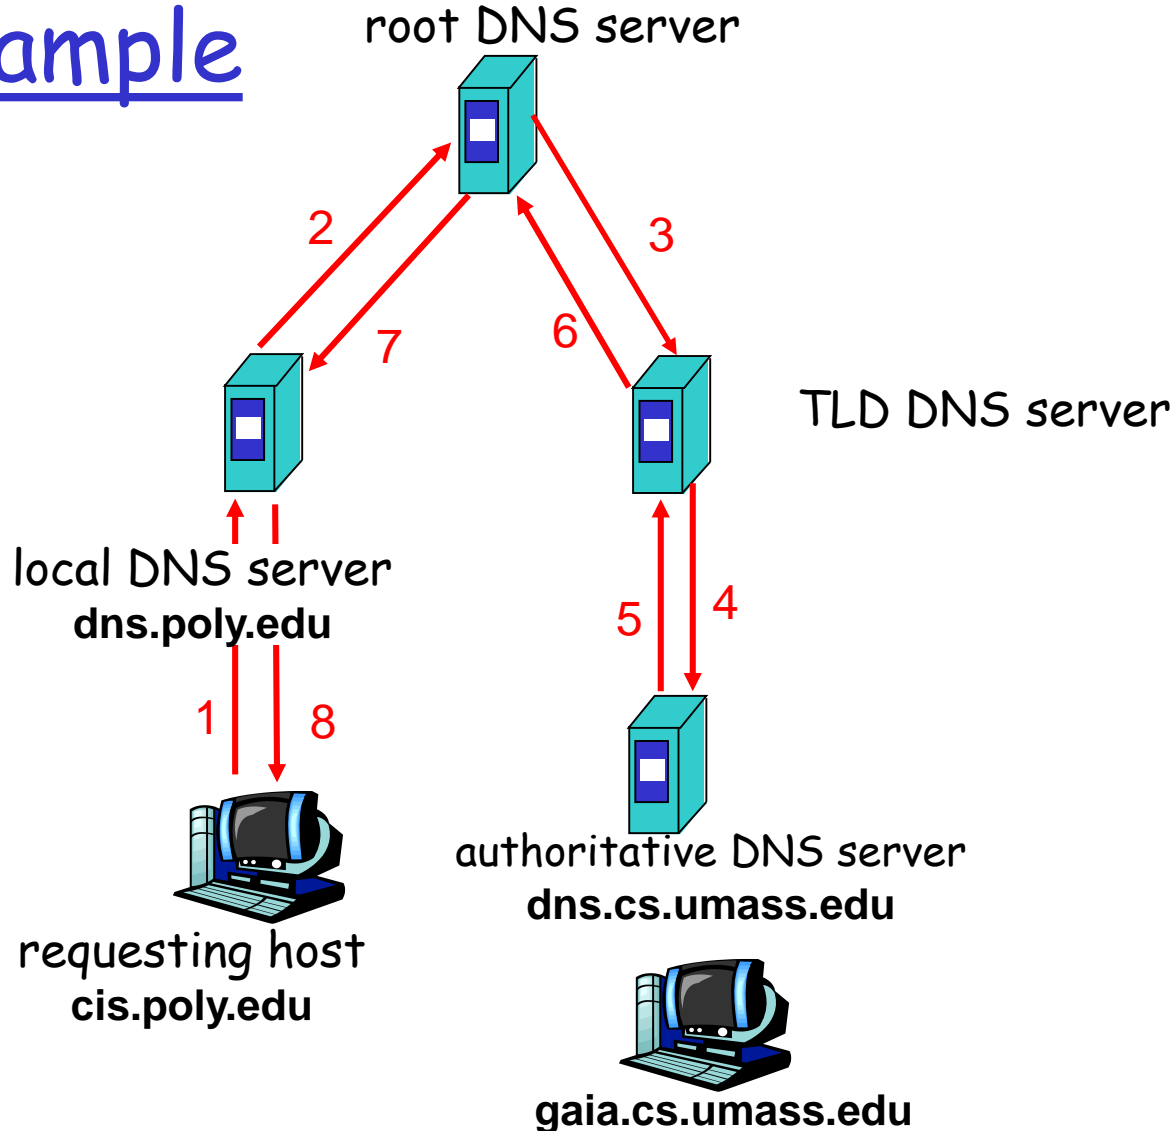 ample
root DNS server
2
3
7
6
TLD DNS server
local DNS server
dns.poly.edu
5
4
1
8
authoritative DNS server
dns.cs.umass.edu
requesting host
cis.poly.edu
gaia.cs.umass.edu